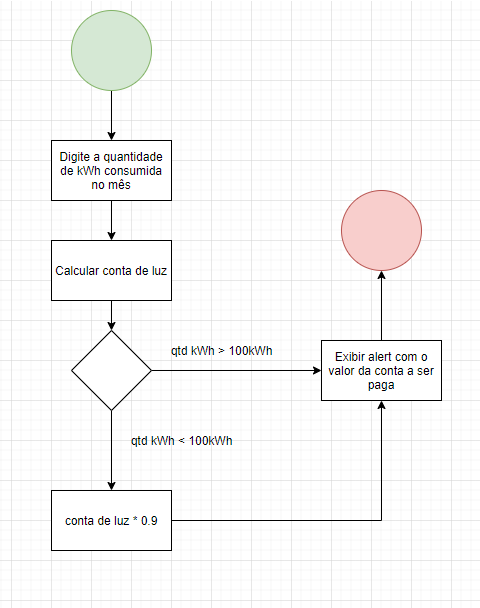 Digite a quantidade
de kWh consumida
no mês
Calcular conta de luz
qtd kWh > 100kWh
Exibir alert com o
valor da conta a ser
paga
qtd kWh < 100kWh
conta de luz * 0.9